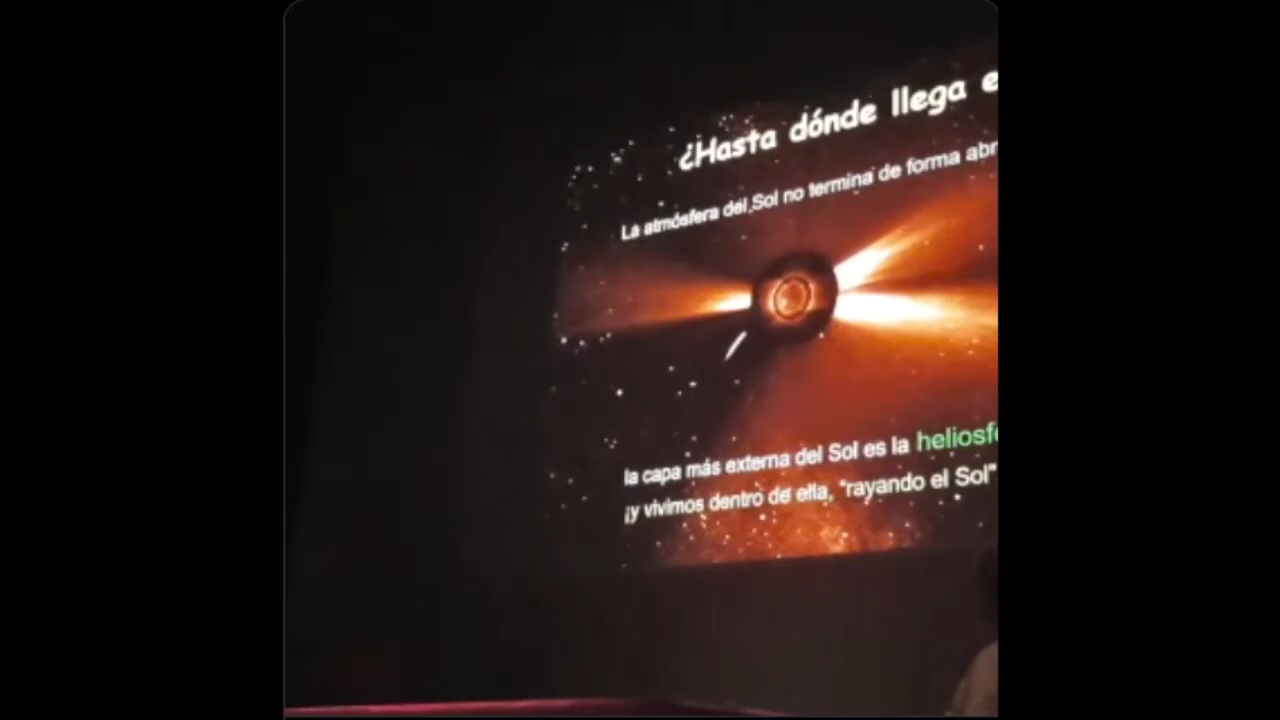 ¿Hasta dónde llega e
La atmósfera del Sol no termina de forma abr
la capa más externa del Sol es la heliosfe
¡y vivimos dentro de ella, "rayando el Sol"